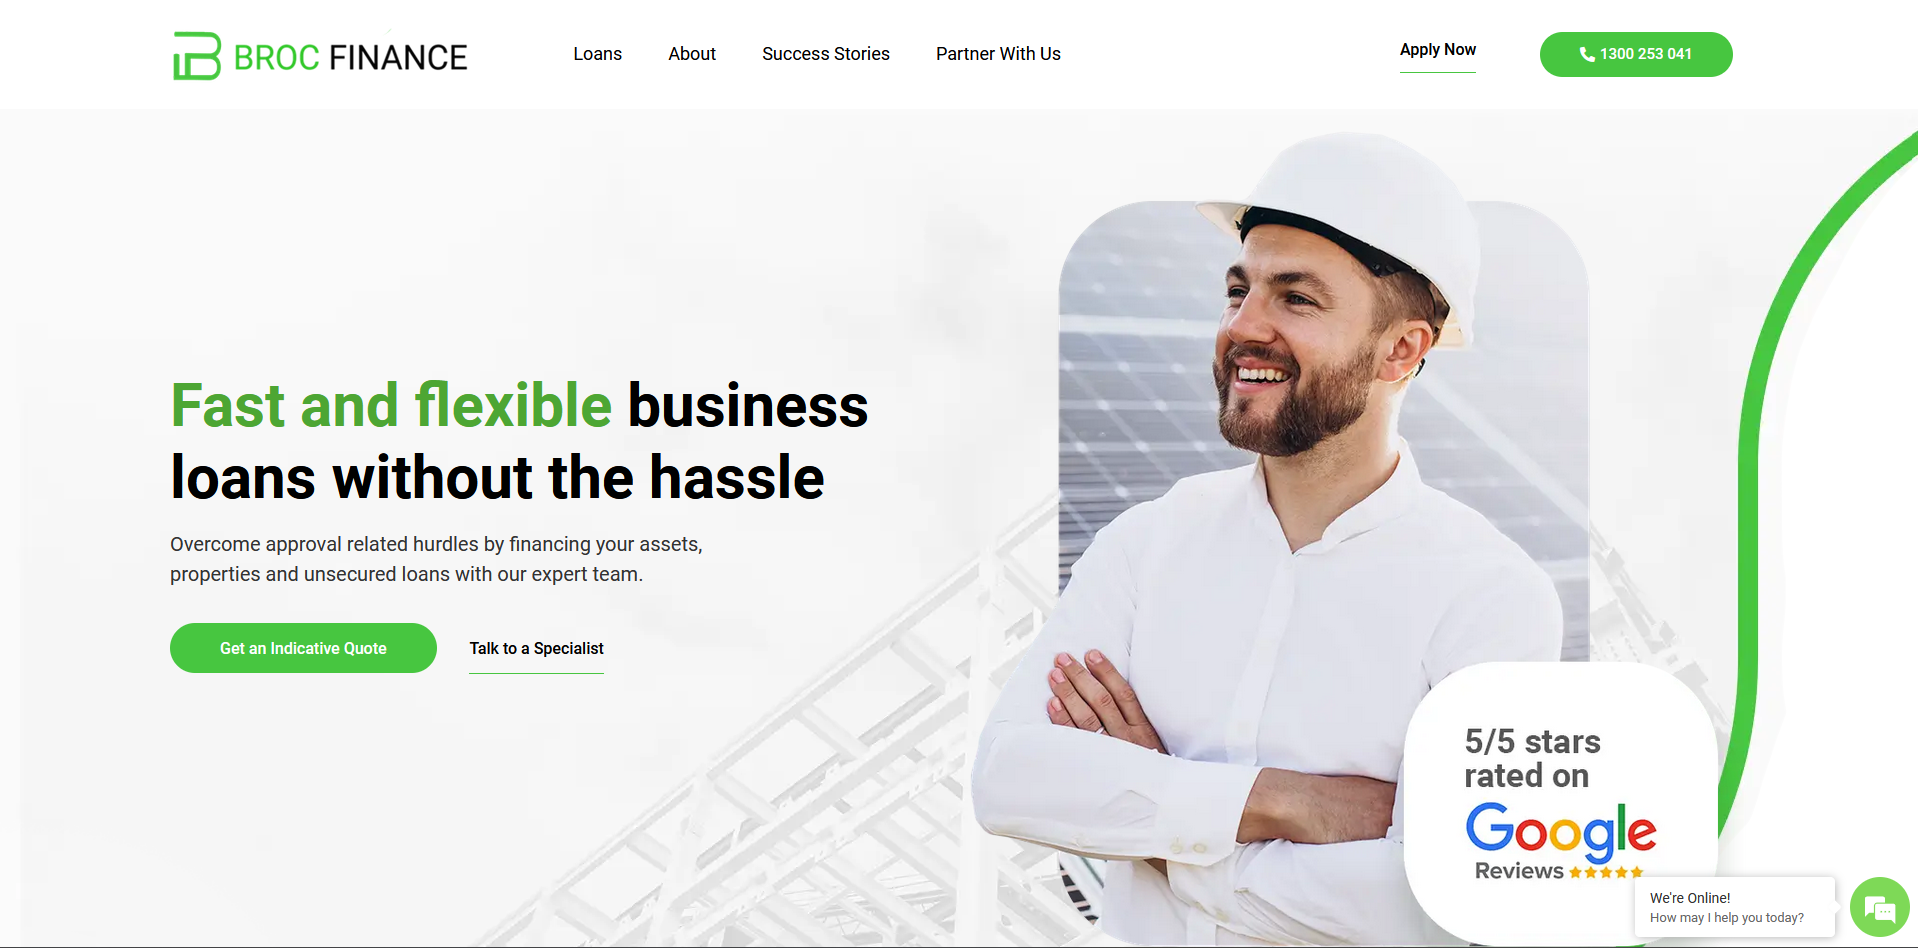 BROC FINANCE
Loans
About
Success Stories
Partner With Us
Apply Now
1300 253 041
Fast and flexible business
loans without the hassle
Overcome approval related hurdles by financing your assets,
properties and unsecured loans with our expert team.
Get an Indicative Quote
Talk to a Specialist
5/5 stars
rated on
Google
Reviews
We're Online!
How may I help you today?